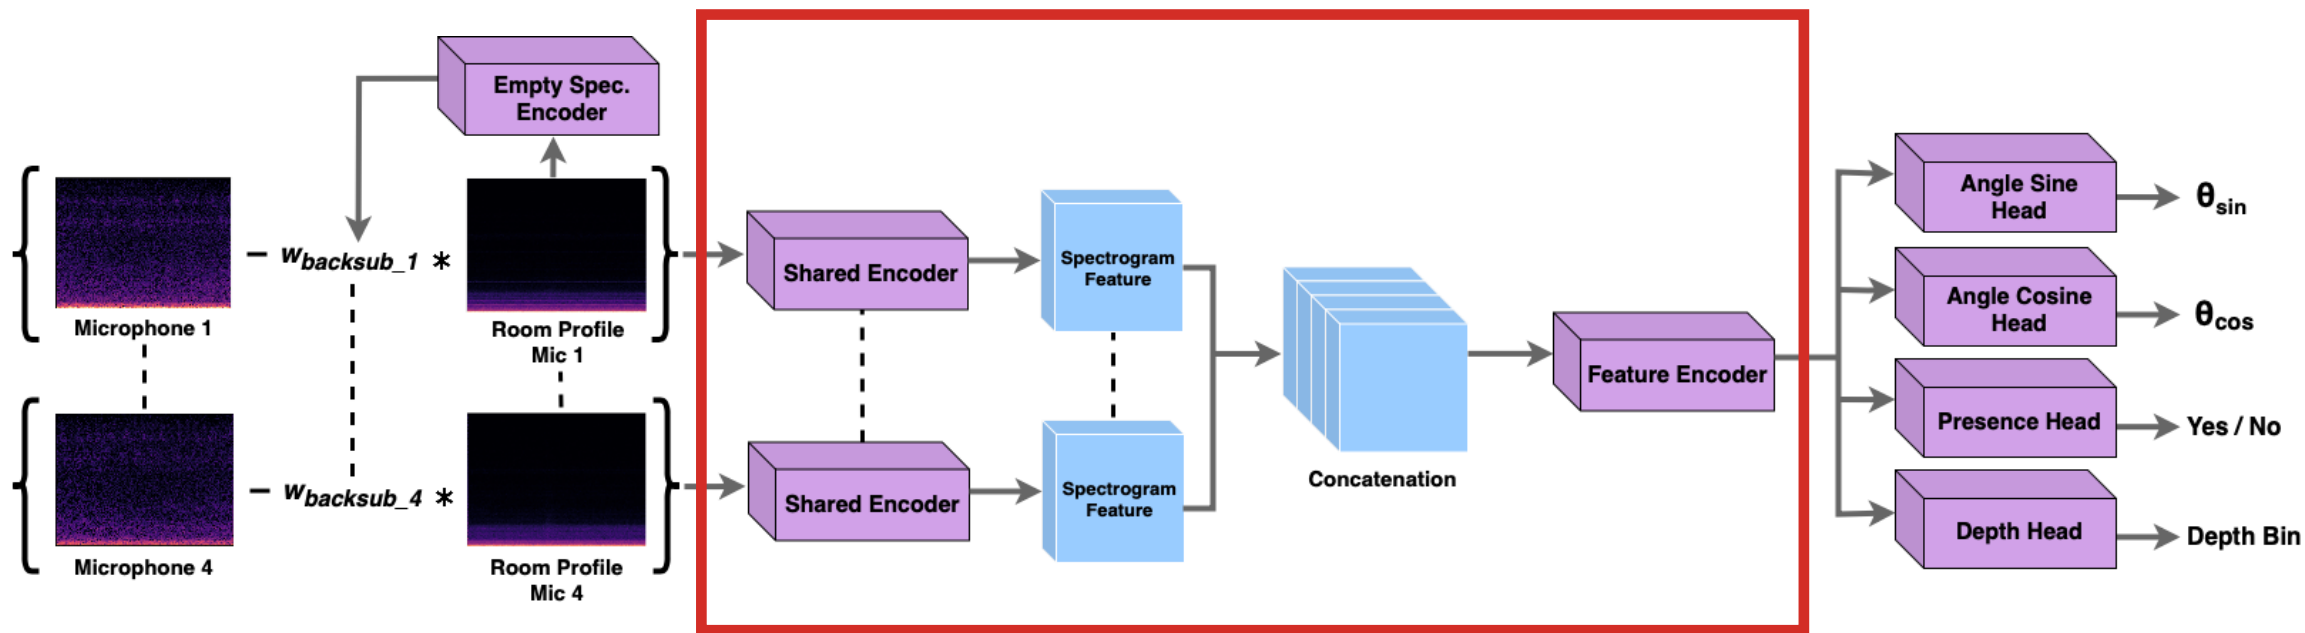 Empty Spec.
Encoder
Microphone 1
− w_backsub_1 *
Room Profile
Mic 1
Microphone 4
− w_backsub_4 *
Room Profile
Mic 4
Shared Encoder
Spectrogram
Feature
Shared Encoder
Spectrogram
Feature
Concatenation
Feature Encoder
Angle Sine
Head
θsin
Angle Cosine
Head
θcos
Presence Head
Yes / No
Depth Head
Depth Bin